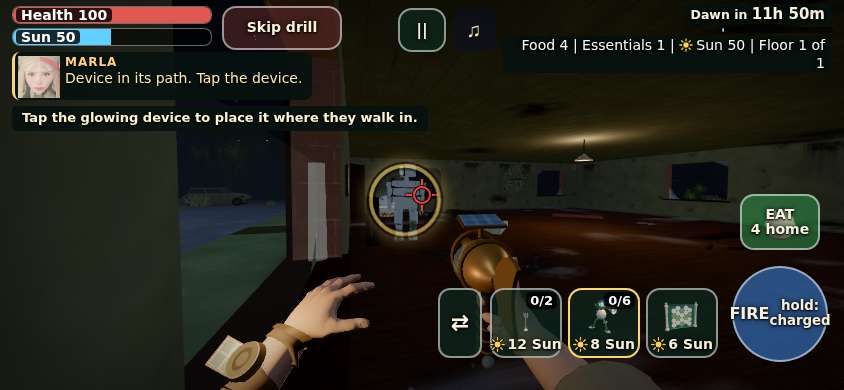 Health 100
Sun 50
Skip drill
Dawn in 11h 50m
Food 4 | Essentials 1 | ☀ Sun 50 | Floor 1 of
1
MARLA
Device in its path. Tap the device.
Tap the glowing device to place it where they walk in.
EAT
4 home
0/2
☀12 Sun
0/6
☀8 Sun
☀6 Sun
FIRE
hold:
charged